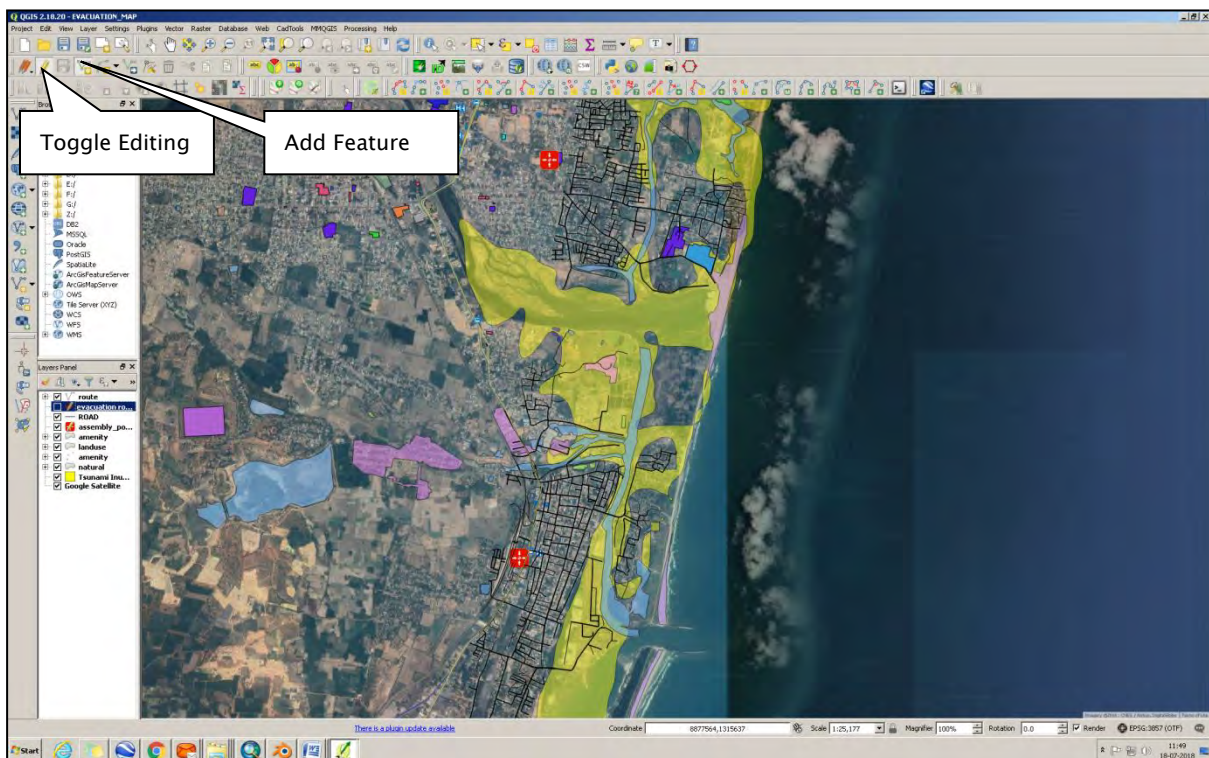 QGIS 2.18.20 - EVACUATION_MAP
Project Edit View Layer Settings Plugins Vector Raster Database Web CadTools MMQGIS Processing Help
CSW
Toggle Editing
Add Feature
E:/
F:/
G:/
Z:/
DB2
MSSQL
Oracle
PostGIS
SpatiaLite
ArcGisFeatureServer
ArcGisMapServer
OWS
Tile Server (XYZ)
WCS
WFS
WMS
Layers Panel
route
evacuation ro...
ROAD
assembly_po...
amenity
landuse
amenity
natural
Tsunami Inu...
Google Satellite
There is a plugin update available
Coordinate 8877564,1315637 Scale 1:25,177 Magnifier 100% Rotation 0.0 Render EPSG:3857 (OTF)
Start
11:49
18-07-2018